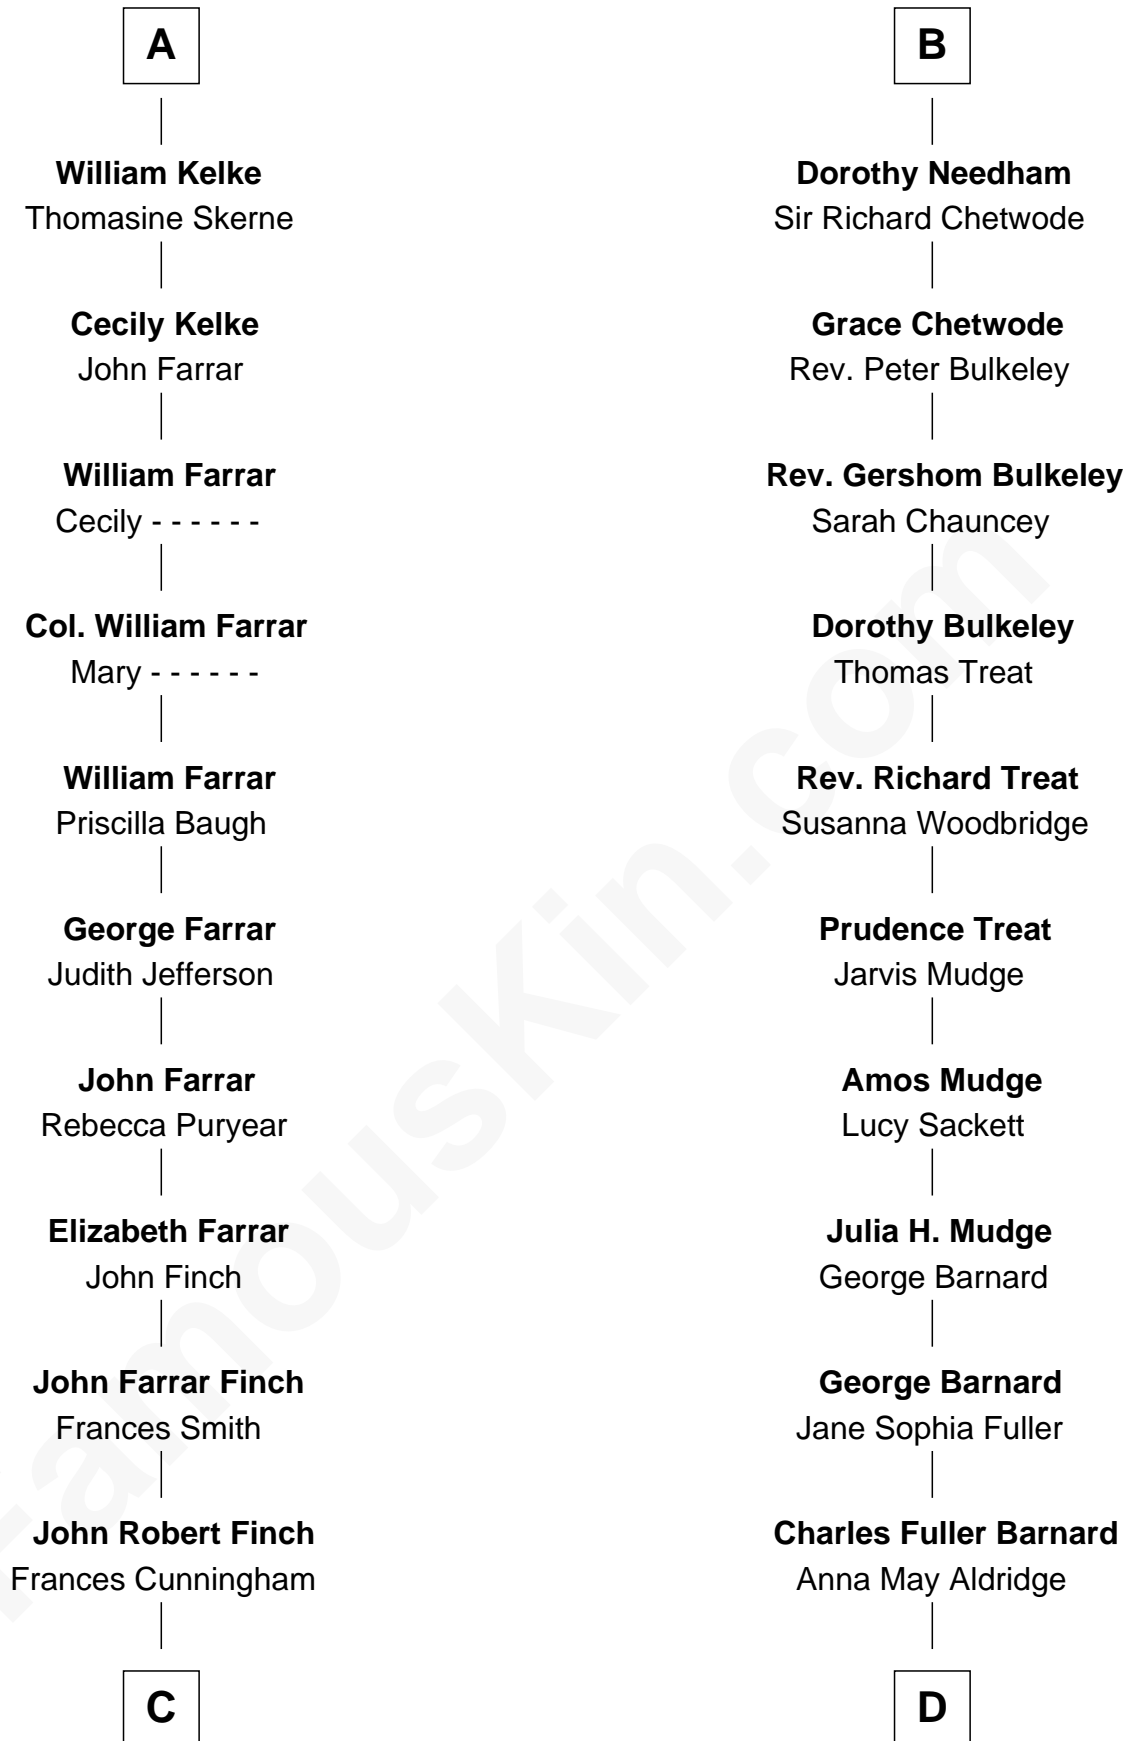 A
William Kelke
Thomasine Skerne
Cecily Kelke
John Farrar
William Farrar
Cecily - - - - - -
Col. William Farrar
Mary - - - - - -
William Farrar
Priscilla Baugh
George Farrar
Judith Jefferson
John Farrar
Rebecca Puryear
Elizabeth Farrar
John Finch
John Farrar Finch
Frances Smith
John Robert Finch
Frances Cunningham
C
B
Dorothy Needham
Sir Richard Chetwode
Grace Chetwode
Rev. Peter Bulkeley
Rev. Gershom Bulkeley
Sarah Chauncey
Dorothy Bulkeley
Thomas Treat
Rev. Richard Treat
Susanna Woodbridge
Prudence Treat
Jarvis Mudge
Amos Mudge
Lucy Sackett
Julia H. Mudge
George Barnard
George Barnard
Jane Sophia Fuller
Charles Fuller Barnard
Anna May Aldridge
D
FamousKin.com